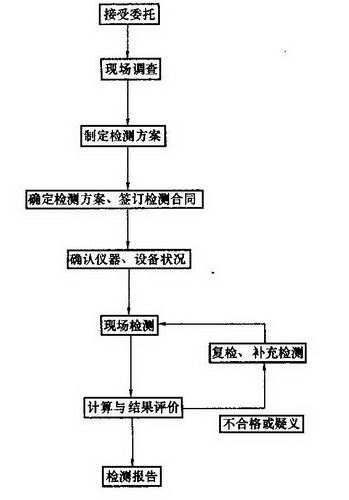 接受委托
现场调查
制定检测方案
确定检测方案、签订检测合同
确认仪器、设备状况
现场检测
复检、补充检测
计算与结果评价
不合格或疑义
检测报告